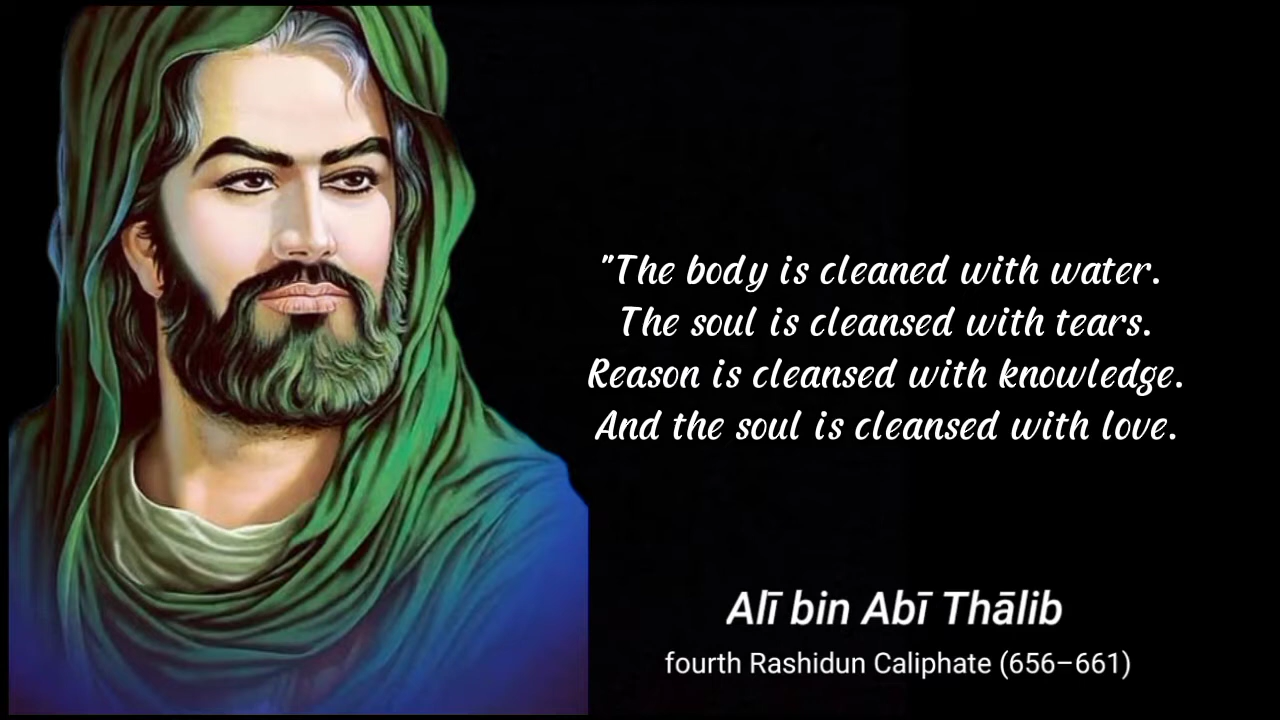 "The body is cleaned with water.
The soul is cleansed with tears.
Reason is cleansed with knowledge.
And the soul is cleansed with love.
Alī bin Abī Thālib
fourth Rashidun Caliphate (656–661)